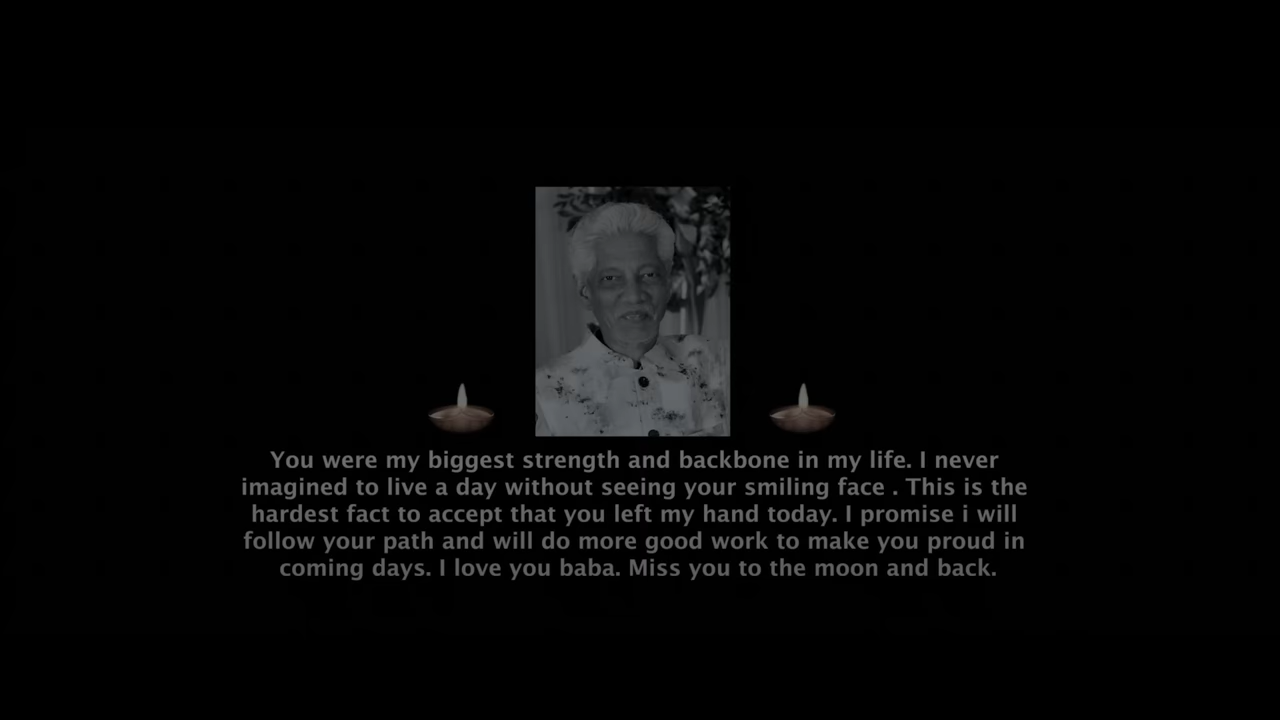 You were my biggest strength and backbone in my life. I never
imagined to live a day without seeing your smiling face . This is the
hardest fact to accept that you left my hand today. I promise i will
follow your path and will do more good work to make you proud in
coming days. I love you baba. Miss you to the moon and back.